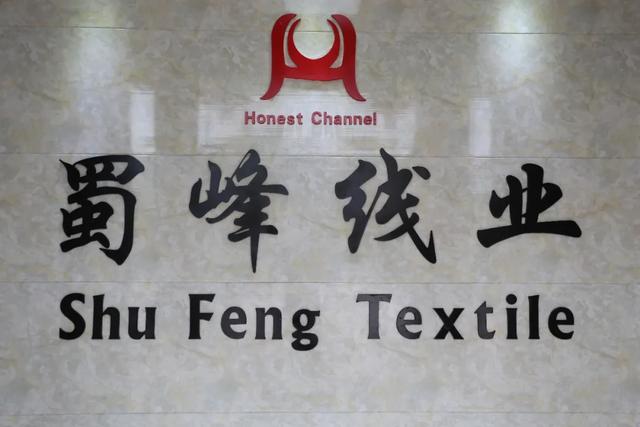 Honest Channel
蜀峰线业
Shu Feng Textile